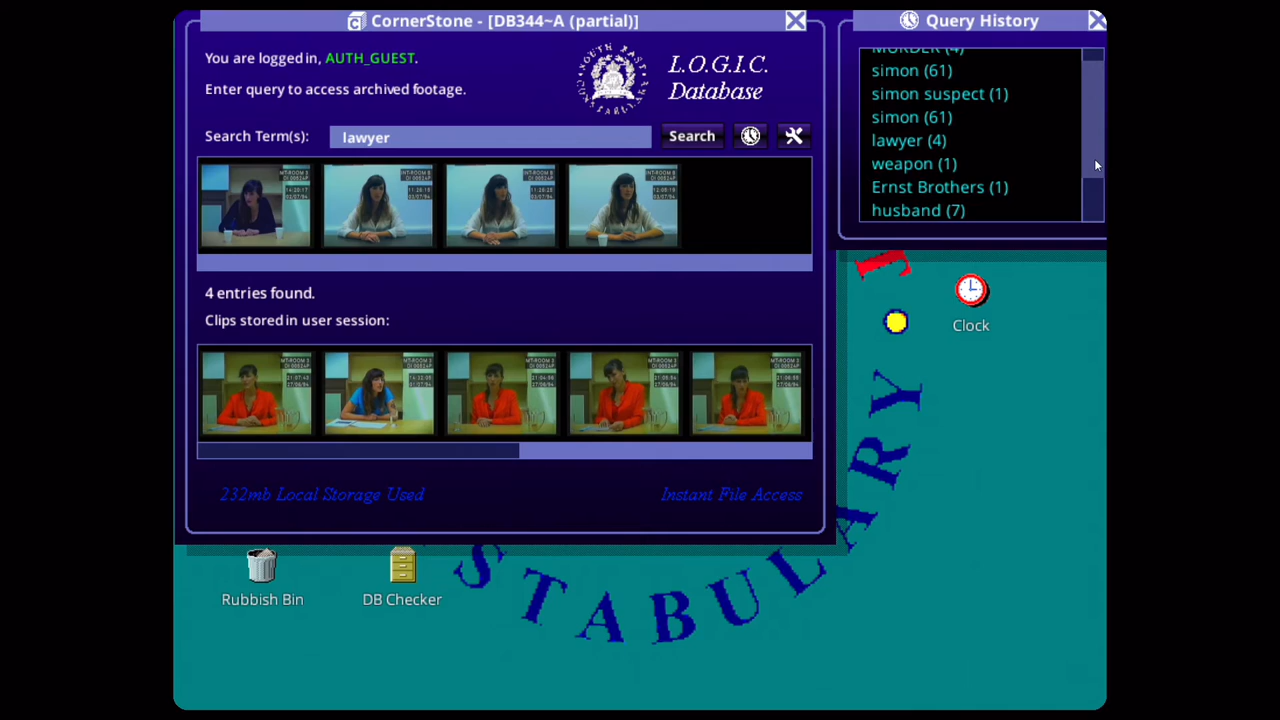 CornerStone - [DB344~A (partial)]
You are logged in, AUTH_GUEST.
Enter query to access archived footage.
L.O.G.I.C.
Database
Search Term(s):
lawyer
Search
4 entries found.
Clips stored in user session:
232mb Local Storage Used
Instant File Access
Query History
MURDER (4)
simon (61)
simon suspect (1)
simon (61)
lawyer (4)
weapon (1)
Ernst Brothers (1)
husband (7)
Clock
Rubbish Bin
DB Checker
STABULARY